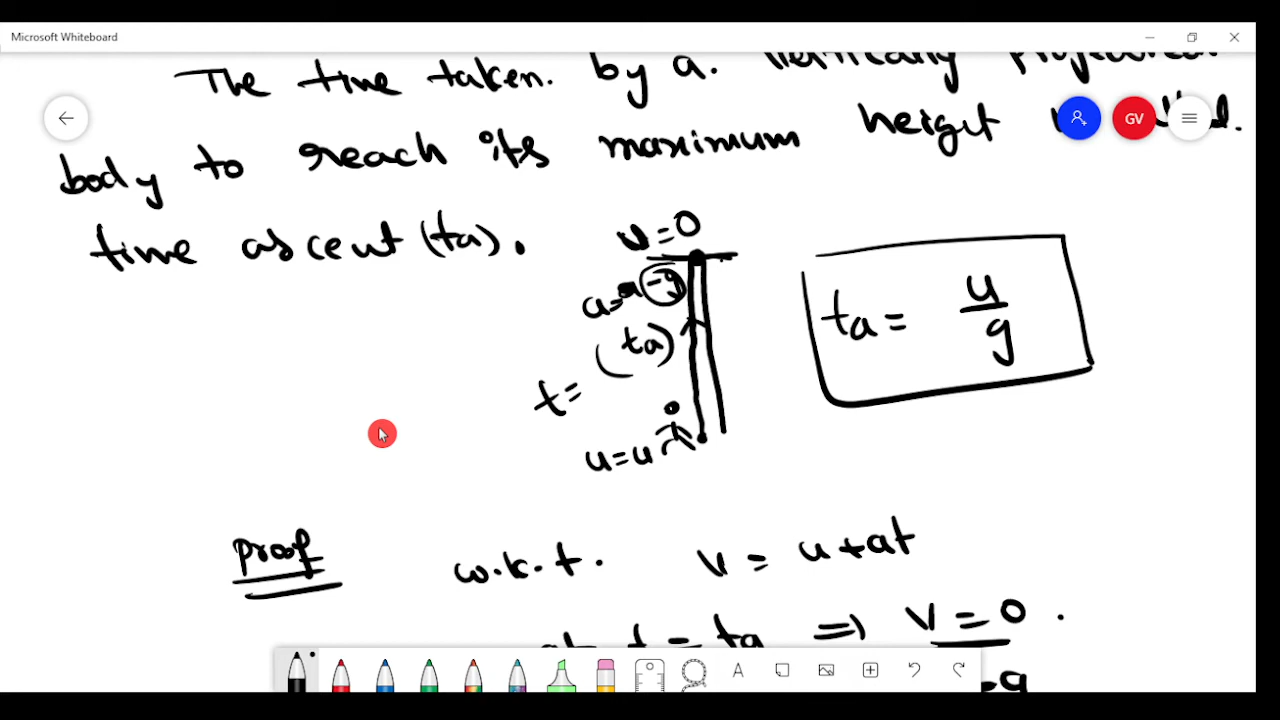 Microsoft Whiteboard
The time taken. by a. vertically
body to reach its maximum height
GV
time ascent (ta).
v=0
a= -g
(ta)
t=
u=u
ta = u/g
Proof w.k.t. v = u+at
at t = ta => v = 0 .
-g
A